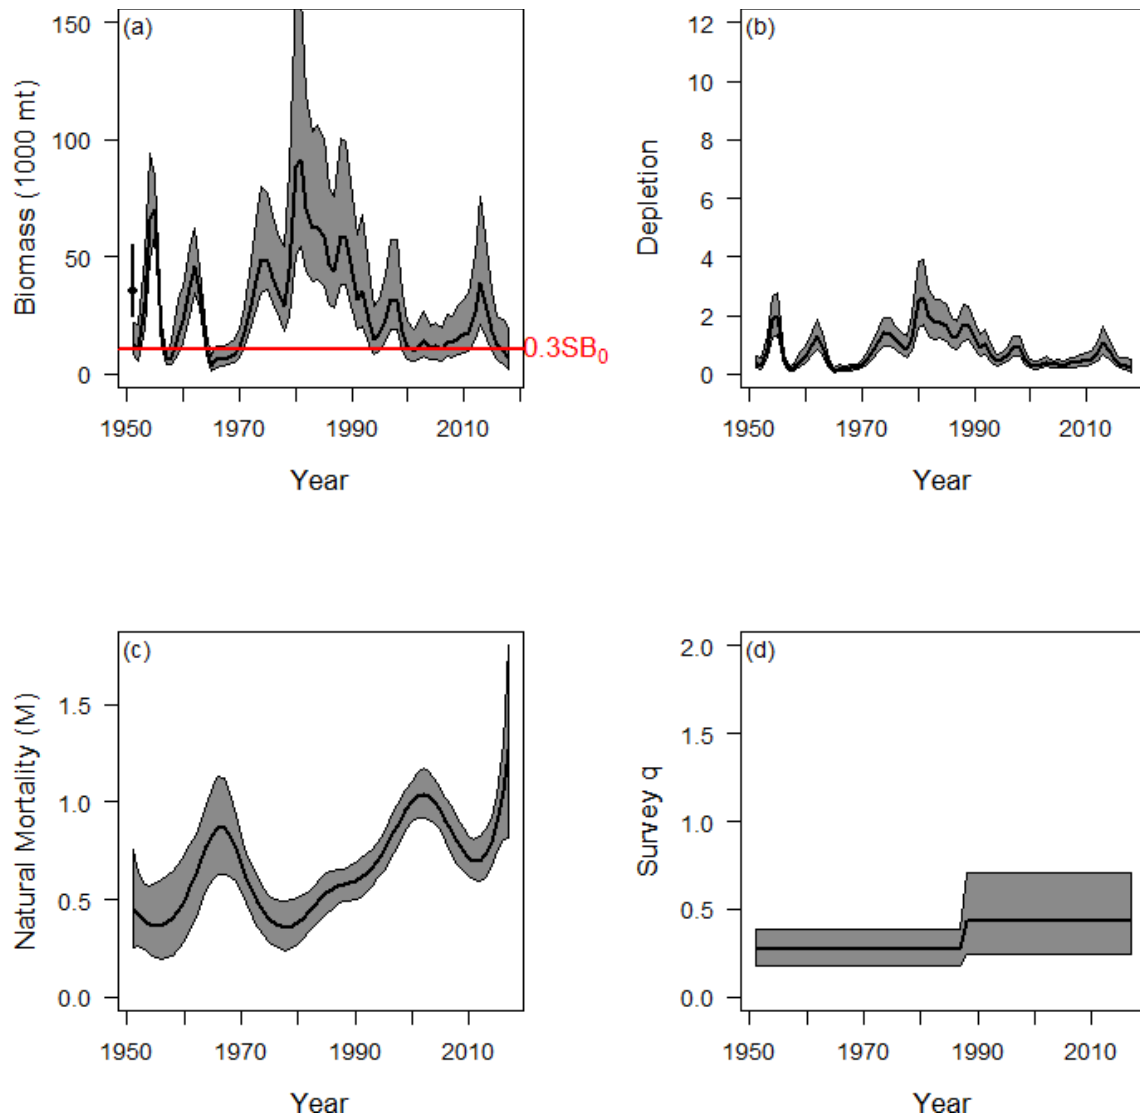 (a)
150
100
50
0
Biomass (1000 mt)
0.3SB₀
1950 1970 1990 2010
Year
(b)
12
10
8
6
4
2
0
Depletion
1950 1970 1990 2010
Year
(c)
1.5
1.0
0.5
0.0
Natural Mortality (M)
1950 1970 1990 2010
Year
(d)
2.0
1.5
1.0
0.5
0.0
Survey q
1950 1970 1990 2010
Year